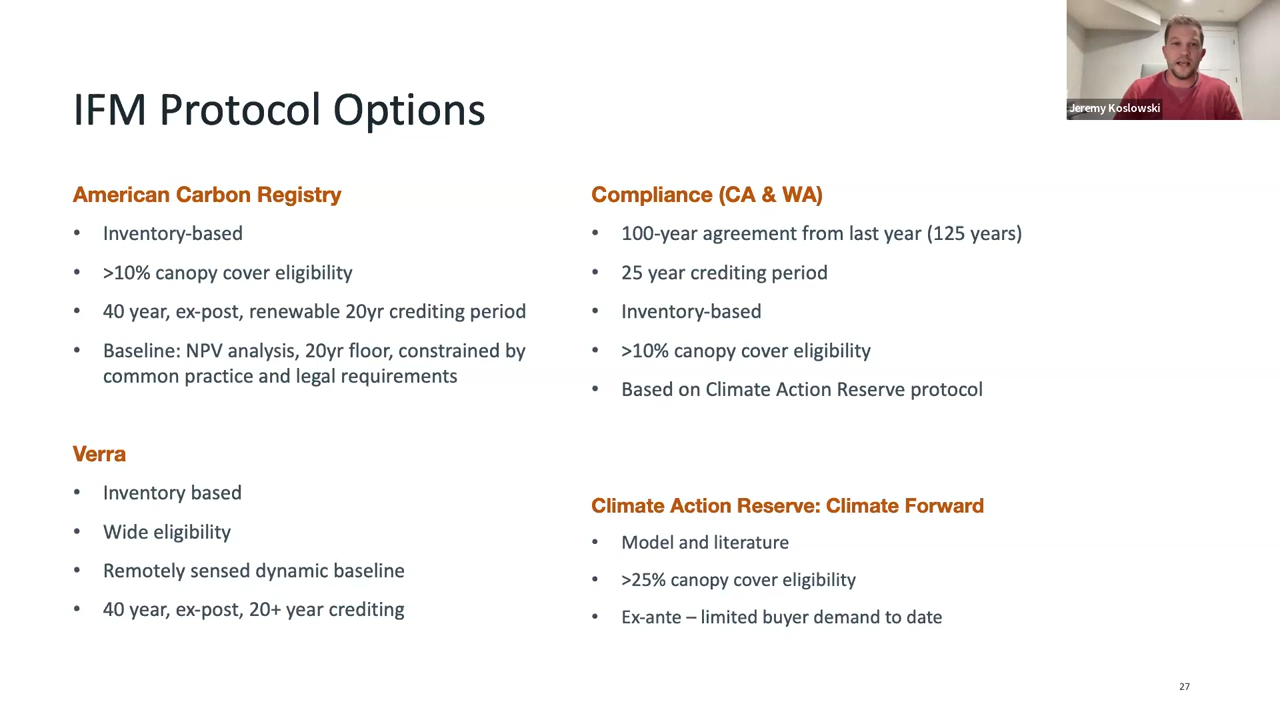 IFM Protocol Options
Jeremy Koslowski
American Carbon Registry
• Inventory-based
• >10% canopy cover eligibility
• 40 year, ex-post, renewable 20yr crediting period
• Baseline: NPV analysis, 20yr floor, constrained by
common practice and legal requirements
Verra
• Inventory based
• Wide eligibility
• Remotely sensed dynamic baseline
• 40 year, ex-post, 20+ year crediting
Compliance (CA & WA)
• 100-year agreement from last year (125 years)
• 25 year crediting period
• Inventory-based
• >10% canopy cover eligibility
• Based on Climate Action Reserve protocol
Climate Action Reserve: Climate Forward
• Model and literature
• >25% canopy cover eligibility
• Ex-ante – limited buyer demand to date
27